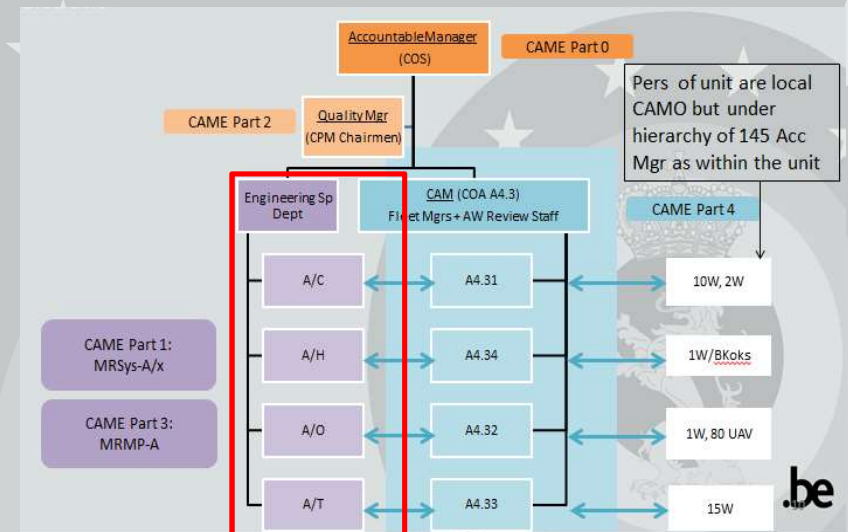 AccountableManager
(COS)
CAME Part 0
Pers of unit are local
CAMO but under
hierarchy of 145 Acc
Mgr as within the unit
CAME Part 2
Quality Mgr
(CPM Chairmen)
Engineering Sp
Dept
CAM (COA A4.3)
Fleet Mgrs + AW Review Staff
CAME Part 4
A/C
A4.31
10W, 2W
CAME Part 1:
MRSys-A/x
A/H
A4.34
1W/BKoks
CAME Part 3:
MRMP-A
A/O
A4.32
1W, 80 UAV
A/T
A4.33
15W
.be